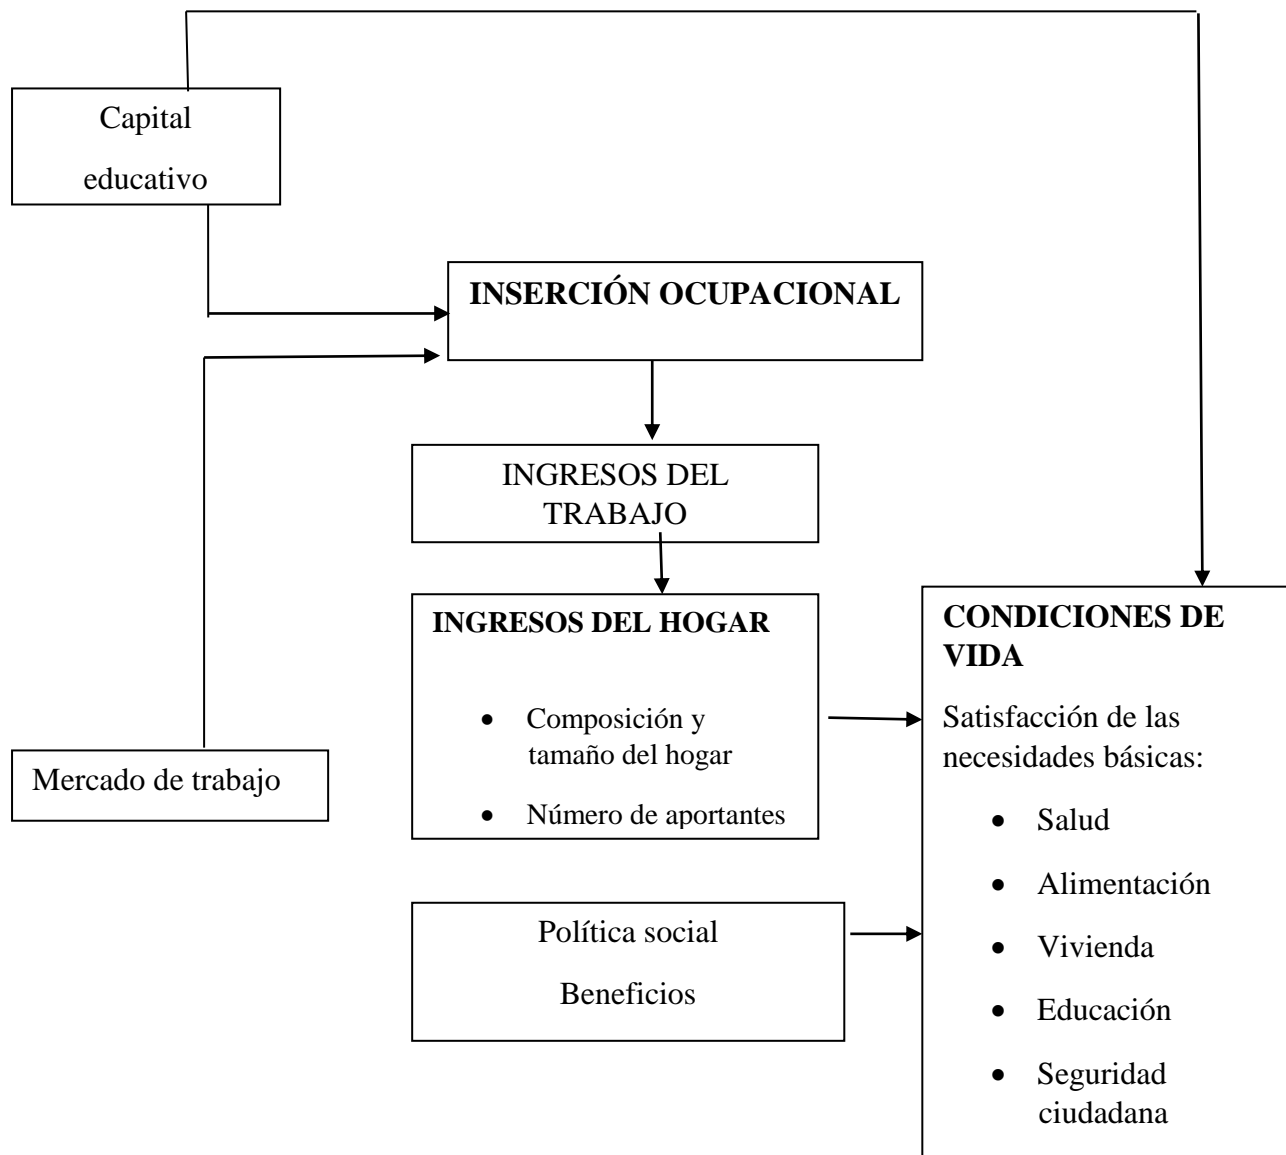 Capital
educativo
INSERCIÓN OCUPACIONAL
INGRESOS DEL
TRABAJO
INGRESOS DEL HOGAR
• Composición y
tamaño del hogar
• Número de aportantes
Mercado de trabajo
Política social
Beneficios
CONDICIONES DE
VIDA
Satisfacción de las
necesidades básicas:
• Salud
• Alimentación
• Vivienda
• Educación
• Seguridad
ciudadana